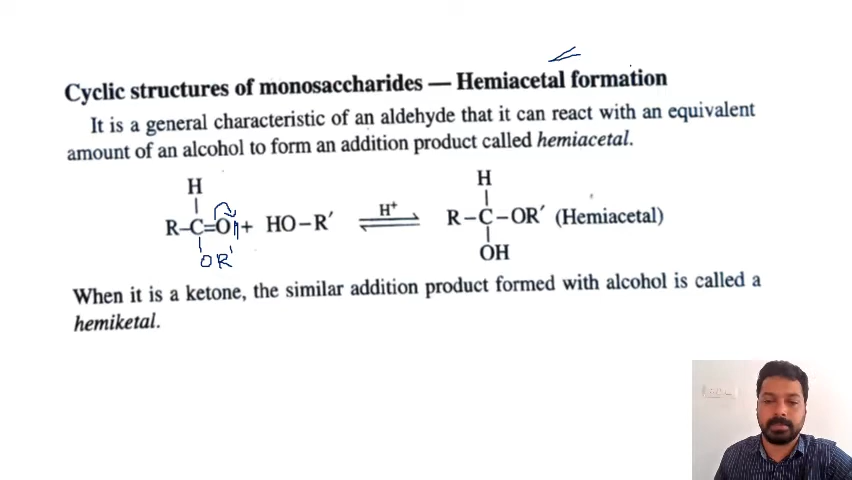 Cyclic structures of monosaccharides — Hemiacetal formation
It is a general characteristic of an aldehyde that it can react with an equivalent
amount of an alcohol to form an addition product called hemiacetal.
H
R–C=OH + HO–R′ ⇌ H⁺
OR′
H
R–C–OR′ (Hemiacetal)
OH
When it is a ketone, the similar addition product formed with alcohol is called a
hemiketal.